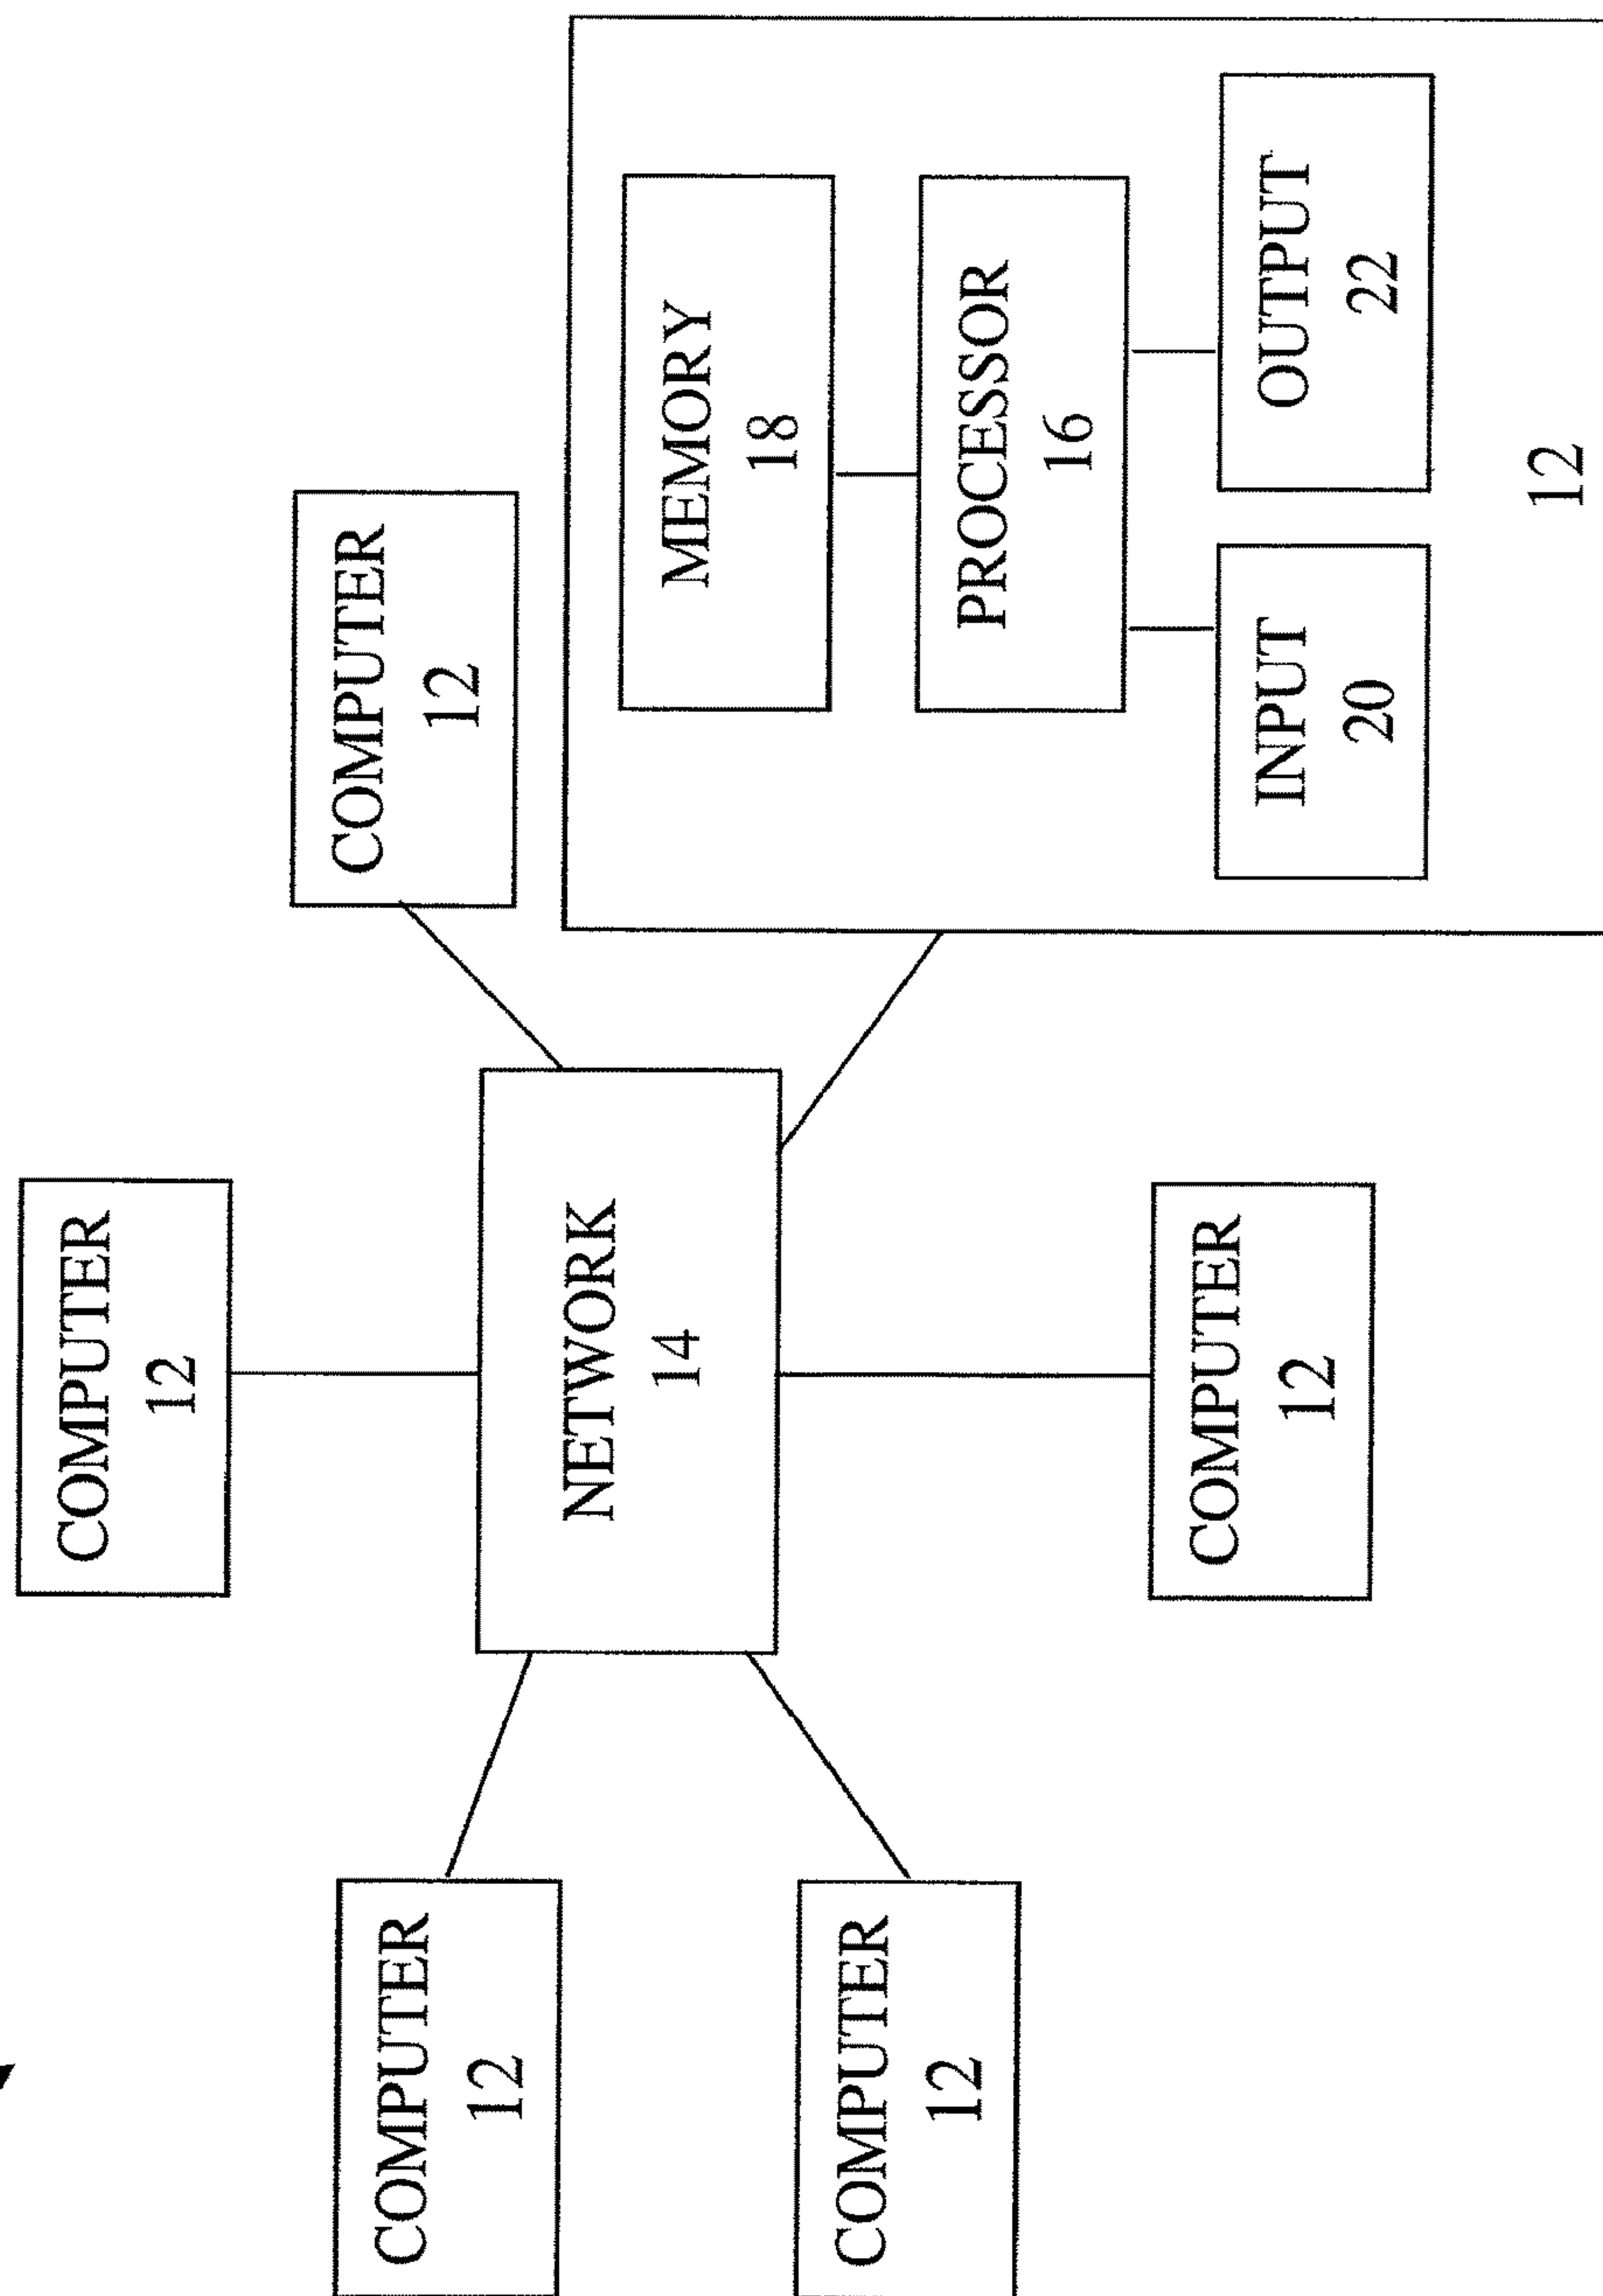 COMPUTER
12
COMPUTER
12
COMPUTER
12
NETWORK
14
MEMORY
18
COMPUTER
12
PROCESSOR
16
COMPUTER
12
INPUT
20
OUTPUT
22
12